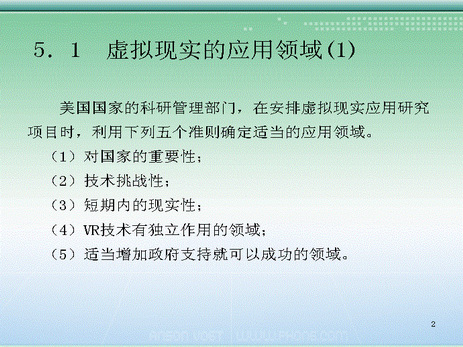 5．1　虚拟现实的应用领域(1)
美国国家的科研管理部门，在安排虚拟现实应用研究
项目时，利用下列五个准则确定适当的应用领域。
（1）对国家的重要性；
（2）技术挑战性；
（3）短期内的现实性；
（4）VR技术有独立作用的领域；
（5）适当增加政府支持就可以成功的领域。
2